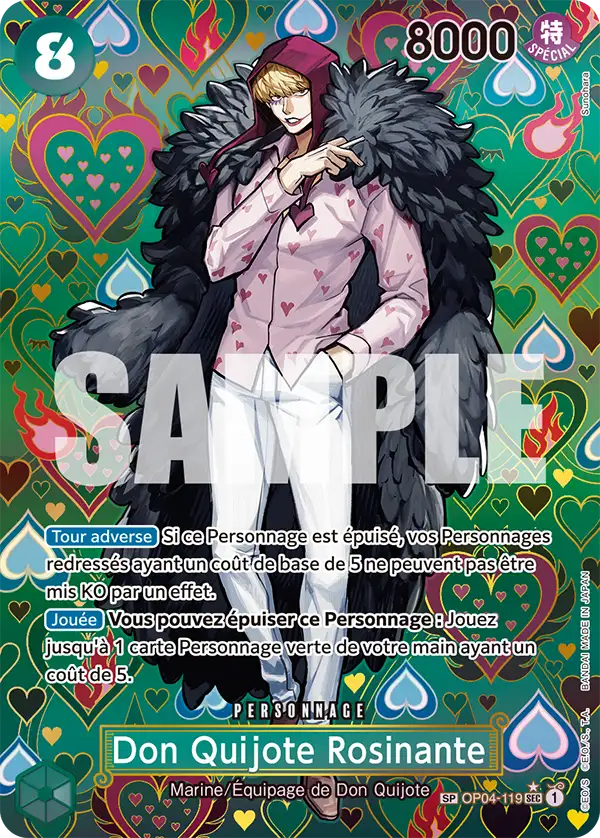 8
8000
特
SPÉCIAL
Sunohara
SAMPLE
Tour adverse Si ce Personnage est épuisé, vos Personnages
redressés ayant un coût de base de 5 ne peuvent pas être
mis KO par un effet.
Jouée Vous pouvez épuiser ce Personnage : Jouez
jusqu'à 1 carte Personnage verte de votre main ayant un
coût de 5.
PERSONNAGE
Don Quijote Rosinante
Marine/Équipage de Don Quijote
SP OP04-119 SEC 1
©E.O/S. ©E.O./S., T.A. BANDAI MADE IN JAPAN